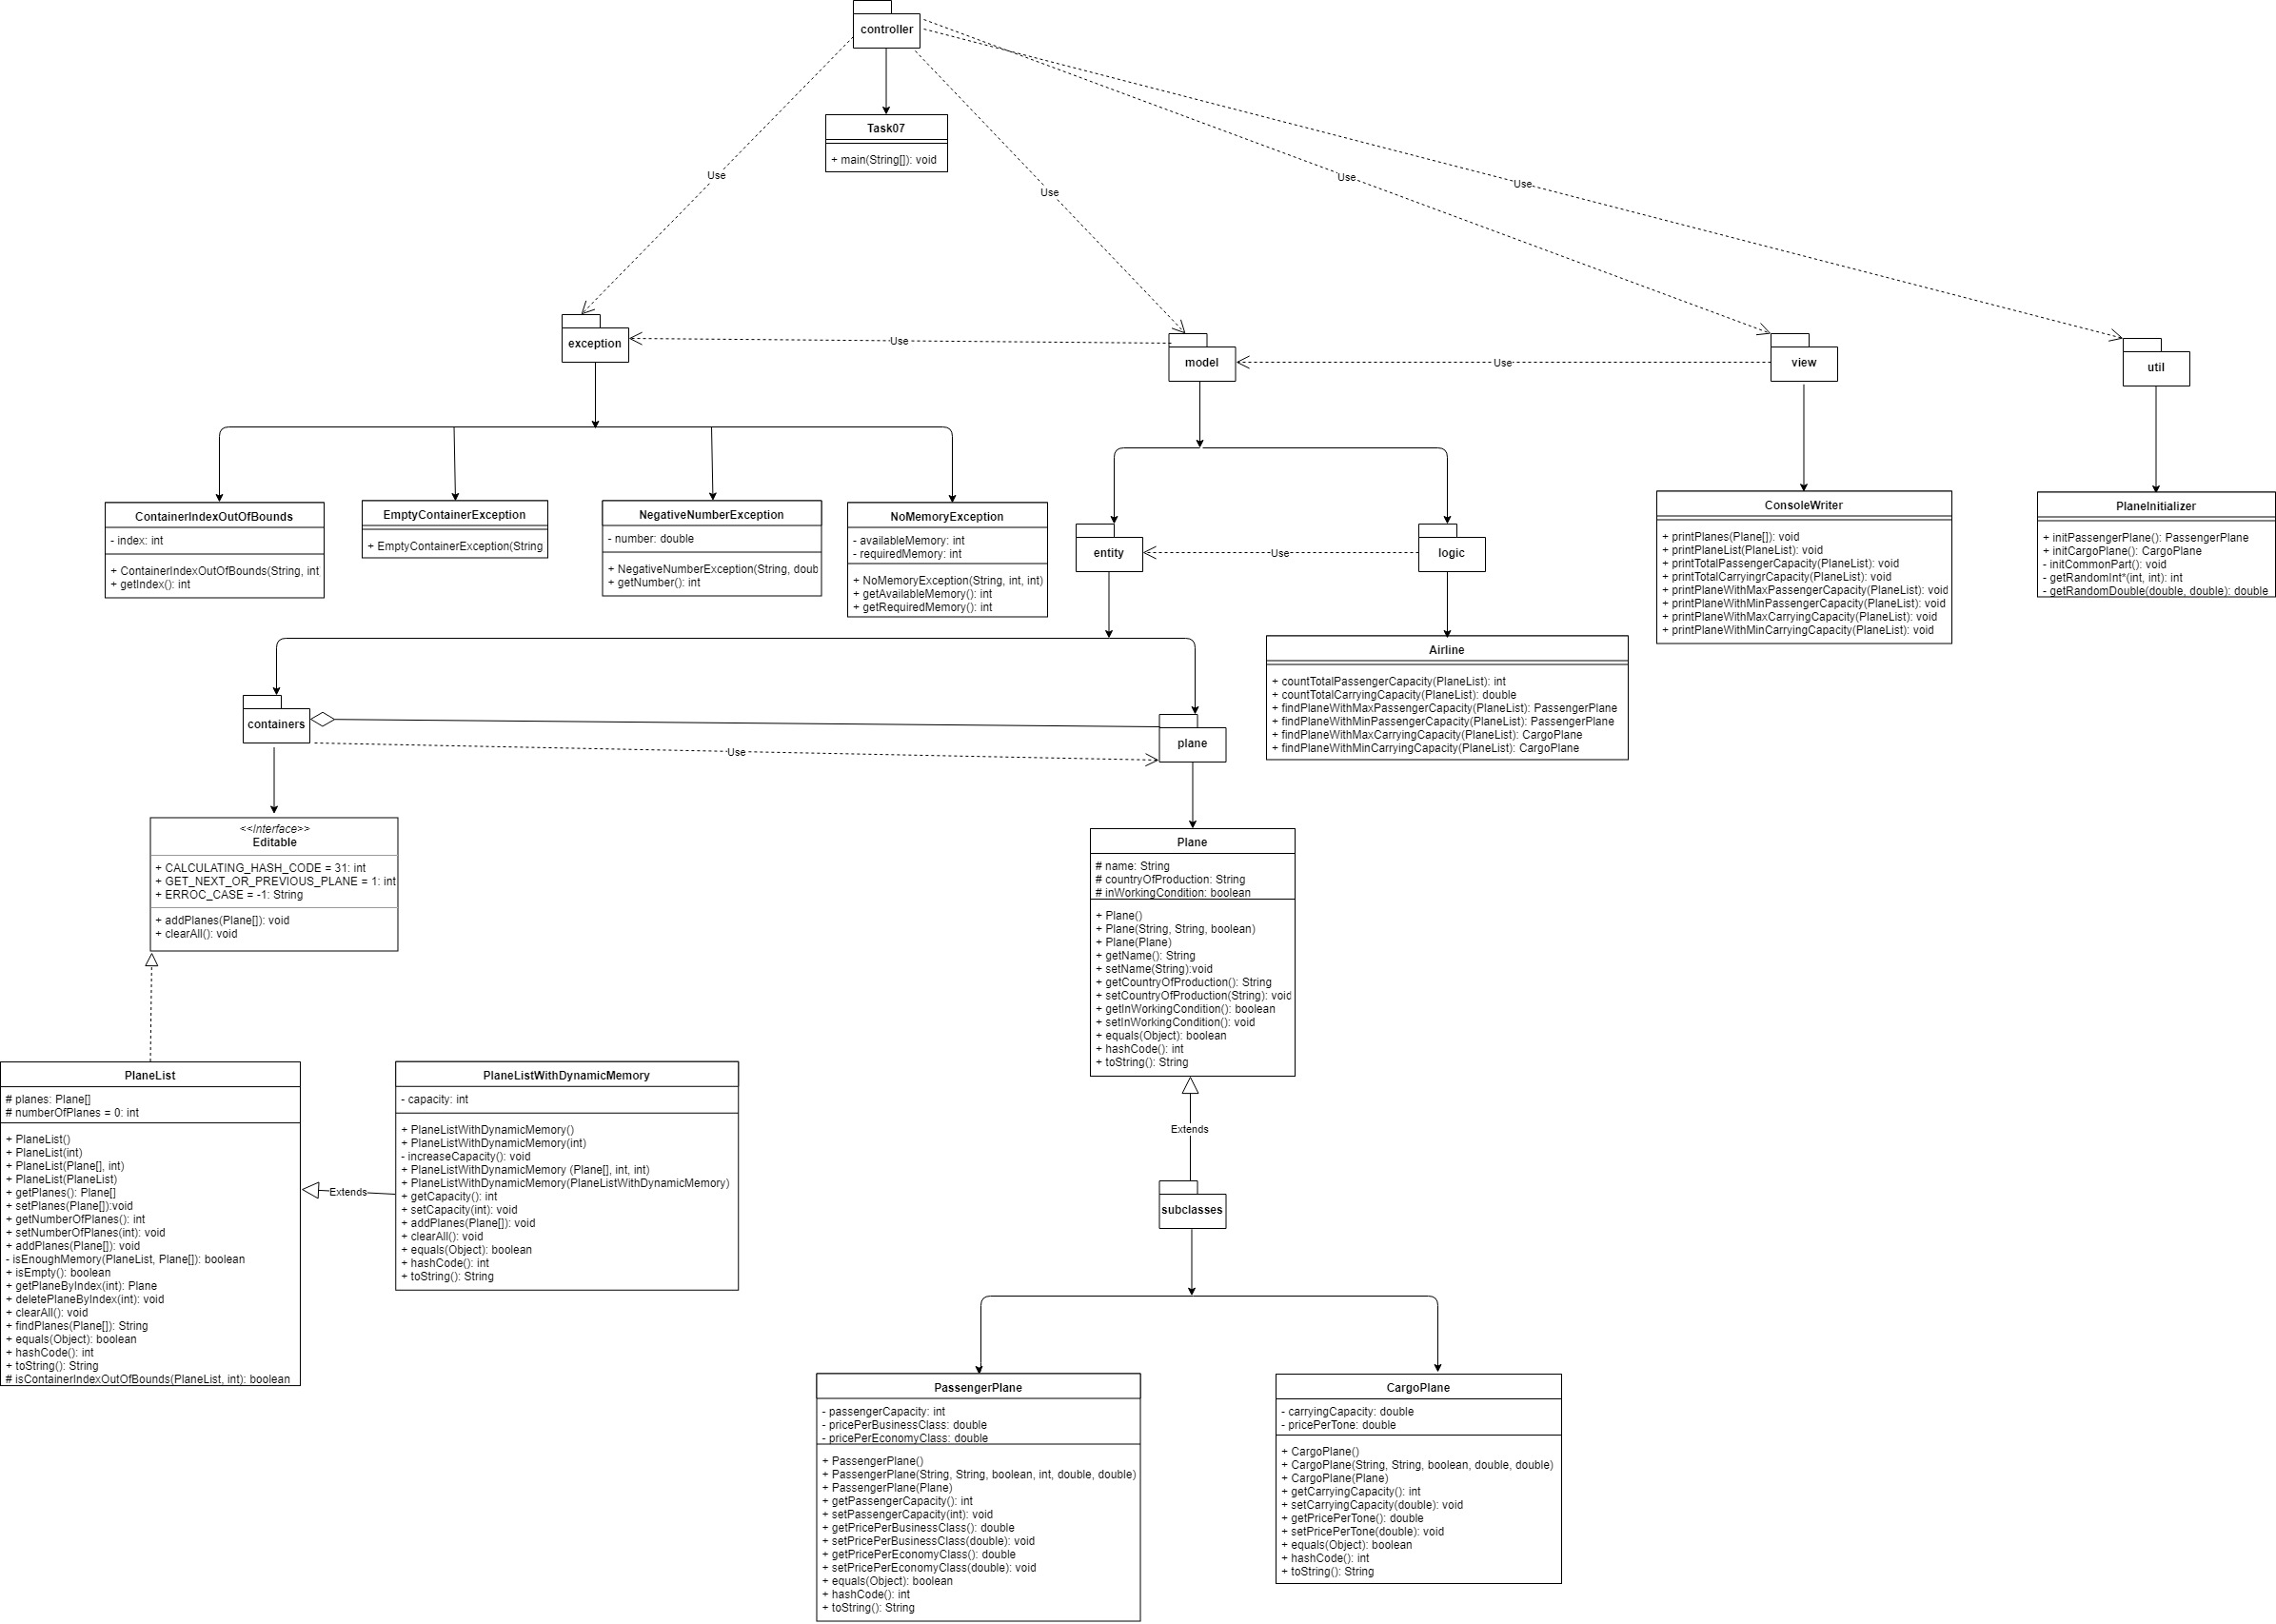 controller
Task07
+ main(String[]): void
Use
Use
Use
Use
exception
Use
model
Use
view
util
ContainerIndexOutOfBounds
- index: int
+ ContainerIndexOutOfBounds(String, int
+ getIndex(): int
EmptyContainerException
+ EmptyContainerException(String
NegativeNumberException
- number: double
+ NegativeNumberException(String, doub
+ getNumber(): int
NoMemoryException
- availableMemory: int
- requiredMemory: int
+ NoMemoryException(String, int, int)
+ getAvailableMemory(): int
+ getRequiredMemory(): int
entity
Use
logic
ConsoleWriter
+ printPlanes(Plane[]): void
+ printPlaneList(PlaneList): void
+ printTotalPassengerCapacity(PlaneList): void
+ printTotalCarryingrCapacity(PlaneList): void
+ printPlaneWithMaxPassengerCapacity(PlaneList): void
+ printPlaneWithMinPassengerCapacity(PlaneList): void
+ printPlaneWithMaxCarryingCapacity(PlaneList): void
+ printPlaneWithMinCarryingCapacity(PlaneList): void
PlaneInitializer
+ initPassengerPlane(): PassengerPlane
+ initCargoPlane(): CargoPlane
- initCommonPart(): void
- getRandomInt*(int, int): int
- getRandomDouble(double, double): double
Airline
+ countTotalPassengerCapacity(PlaneList): int
+ countTotalCarryingCapacity(PlaneList): double
+ findPlaneWithMaxPassengerCapacity(PlaneList): PassengerPlane
+ findPlaneWithMinPassengerCapacity(PlaneList): PassengerPlane
+ findPlaneWithMaxCarryingCapacity(PlaneList): CargoPlane
+ findPlaneWithMinCarryingCapacity(PlaneList): CargoPlane
containers
Use
plane
<<Interface>>
Editable
+ CALCULATING_HASH_CODE = 31: int
+ GET_NEXT_OR_PREVIOUS_PLANE = 1: int
+ ERROC_CASE = -1: String
+ addPlanes(Plane[]): void
+ clearAll(): void
Plane
# name: String
# countryOfProduction: String
# inWorkingCondition: boolean
+ Plane()
+ Plane(String, String, boolean)
+ Plane(Plane)
+ getName(): String
+ setName(String):void
+ getCountryOfProduction(): String
+ setCountryOfProduction(String): void
+ getInWorkingCondition(): boolean
+ setInWorkingCondition(): void
+ equals(Object): boolean
+ hashCode(): int
+ toString(): String
PlaneList
# planes: Plane[]
# numberOfPlanes = 0: int
+ PlaneList()
+ PlaneList(int)
+ PlaneList(Plane[], int)
+ PlaneList(PlaneList)
+ getPlanes(): Plane[]
+ setPlanes(Plane[]):void
+ getNumberOfPlanes(): int
+ setNumberOfPlanes(int): void
+ addPlanes(Plane[]): void
- isEnoughMemory(PlaneList, Plane[]): boolean
+ isEmpty(): boolean
+ getPlaneByIndex(int): Plane
+ deletePlaneByIndex(int): void
+ clearAll(): void
+ findPlanes(Plane[]): String
+ equals(Object): boolean
+ hashCode(): int
+ toString(): String
# isContainerIndexOutOfBounds(PlaneList, int): boolean
Extends
PlaneListWithDynamicMemory
- capacity: int
+ PlaneListWithDynamicMemory()
+ PlaneListWithDynamicMemory(int)
- increaseCapacity(): void
+ PlaneListWithDynamicMemory (Plane[], int, int)
+ PlaneListWithDynamicMemory(PlaneListWithDynamicMemory)
+ getCapacity(): int
+ setCapacity(int): void
+ addPlanes(Plane[]): void
+ clearAll(): void
+ equals(Object): boolean
+ hashCode(): int
+ toString(): String
Extends
subclasses
PassengerPlane
- passengerCapacity: int
- pricePerBusinessClass: double
- pricePerEconomyClass: double
+ PassengerPlane()
+ PassengerPlane(String, String, boolean, int, double, double)
+ PassengerPlane(Plane)
+ getPassengerCapacity(): int
+ setPassengerCapacity(int): void
+ getPricePerBusinessClass(): double
+ setPricePerBusinessClass(double): void
+ getPricePerEconomyClass(): double
+ setPricePerEconomyClass(double): void
+ equals(Object): boolean
+ hashCode(): int
+ toString(): String
CargoPlane
- carryingCapacity: double
- pricePerTone: double
+ CargoPlane()
+ CargoPlane(String, String, boolean, double, double)
+ CargoPlane(Plane)
+ getCarryingCapacity(): int
+ setCarryingCapacity(double): void
+ getPricePerTone(): double
+ setPricePerTone(double): void
+ equals(Object): boolean
+ hashCode(): int
+ toString(): String